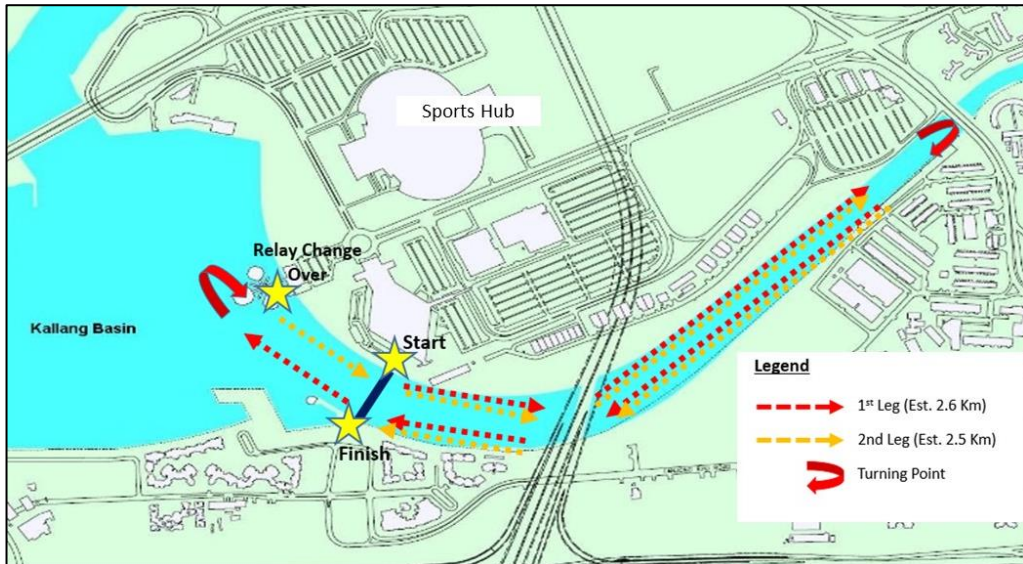 Sports Hub
Relay Change
Over
Kallang Basin
Start
Finish
Legend
1st Leg (Est. 2.6 Km)
2nd Leg (Est. 2.5 Km)
Turning Point